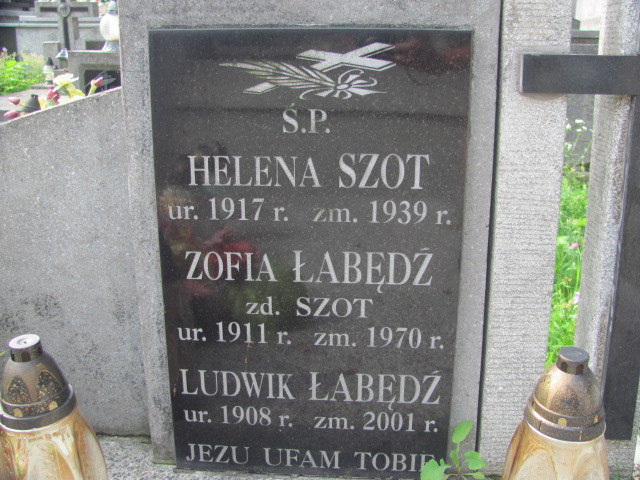 Ś.P.
HELENA SZOT
ur. 1917 r. zm. 1939 r.
ZOFIA ŁABĘDŹ
zd. SZOT
ur. 1911 r. zm. 1970 r.
LUDWIK ŁABĘDŹ
ur. 1908 r. zm. 2001 r.
JEZU UFAM TOBIE